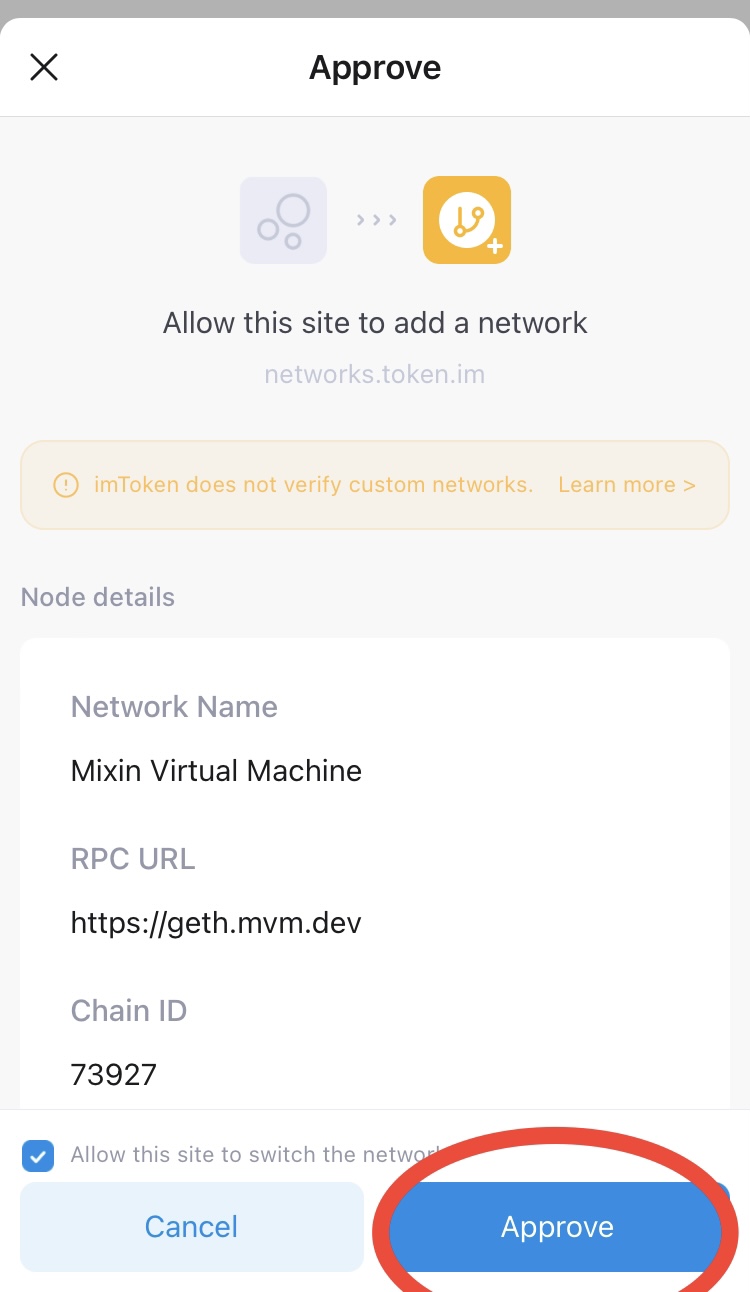 Approve
Allow this site to add a network
networks.token.im
imToken does not verify custom networks. Learn more >
Node details
Network Name
Mixin Virtual Machine
RPC URL
https://geth.mvm.dev
Chain ID
73927
Allow this site to switch the network
Cancel
Approve